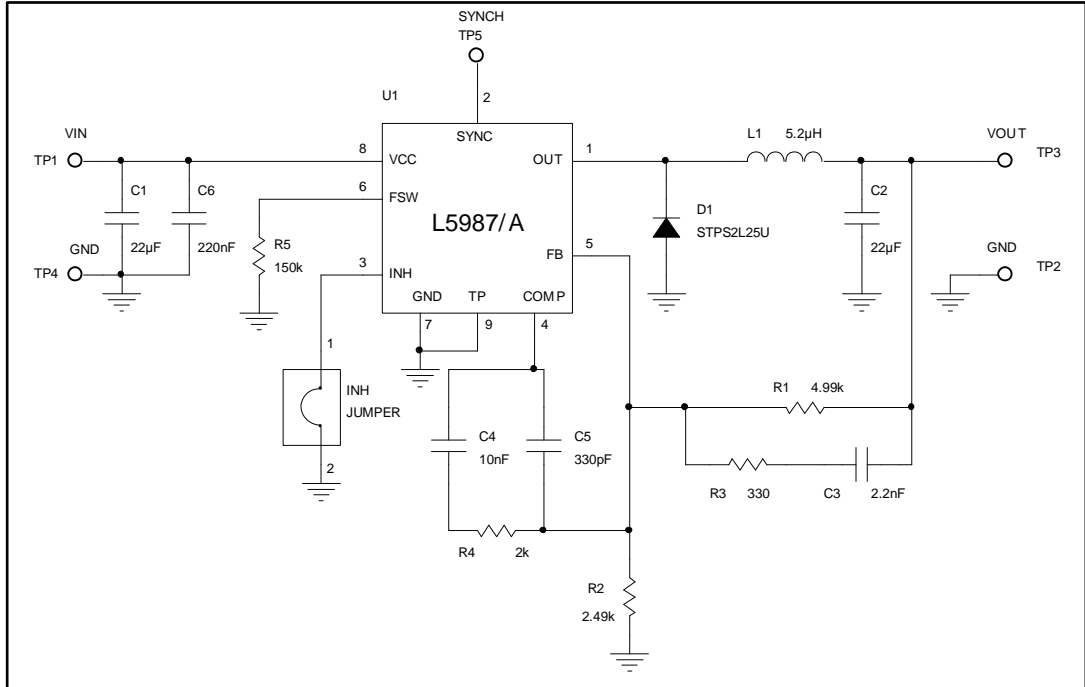 SYNCH
TP5
U1
2
SYNC
VIN
TP1
8
VCC
OUT
1
L1
5.2µH
VOUT
TP3
C1
22µF
C6
220nF
6
FSW
L5987/A
D1
STPS2L25U
C2
22µF
GND
TP4
R5
150k
3
INH
FB
5
GND
TP2
GND
TP
COMP
7
9
4
1
INH
JUMPER
2
R1
4.99k
C4
10nF
C5
330pF
R3
330
C3
2.2nF
R4
2k
R2
2.49k